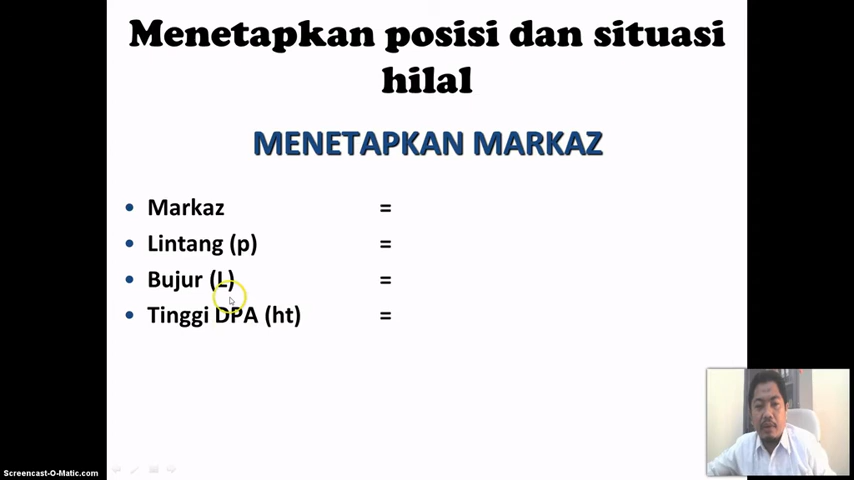 Menetapkan posisi dan situasi
hilal
MENETAPKAN MARKAZ
• Markaz =
• Lintang (p) =
• Bujur (L) =
• Tinggi DPA (ht) =
Screencast-O-Matic.com